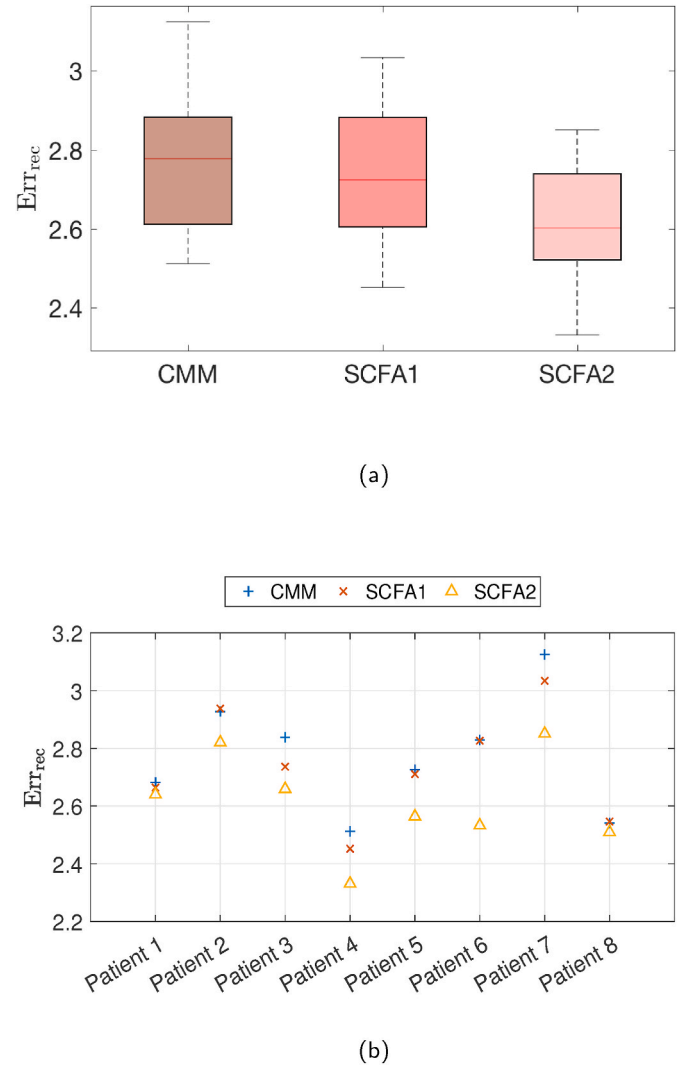 3
2.8
2.6
2.4
Err_rec
CMM SCFA1 SCFA2
(a)
CMM SCFA1 SCFA2
3.2
3
2.8
2.6
2.4
2.2
Err_rec
Patient 1 Patient 2 Patient 3 Patient 4 Patient 5 Patient 6 Patient 7 Patient 8
(b)